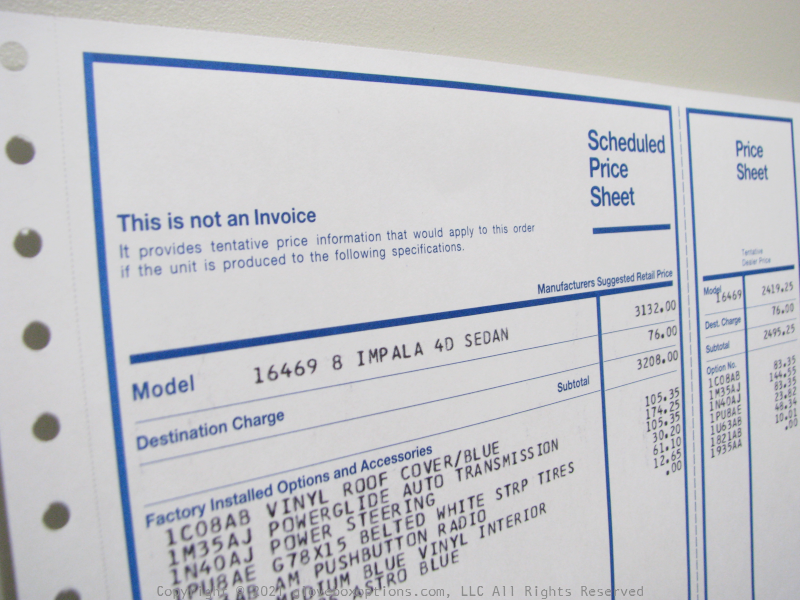 Scheduled
Price
Sheet
This is not an Invoice
It provides tentative price information that would apply to this order
if the unit is produced to the following specifications.
Manufacturers Suggested Retail Price
Model 16469 8 IMPALA 4D SEDAN 3132.00
Destination Charge 76.00
Subtotal 3208.00
Factory Installed Options and Accessories
1C08AB VINYL ROOF COVER/BLUE 105.35
1M35AJ POWERGLIDE AUTO TRANSMISSION 174.25
1N40AJ POWER STEERING 105.35
1PU8AE G78X15 BELTED WHITE STRP TIRES 30.20
AM PUSHBUTTON RADIO 61.10
MEDIUM BLUE VINYL INTERIOR 12.65
ASTRO BLUE .00
Price
Sheet
Tentative
Dealer Price
Model 16469 2419.25
Dest. Charge 76.00
Subtotal 2495.25
Option No.
1C08AB 83.35
1M35AJ 144.55
1N40AJ 83.35
1PU8AE 23.82
1U63AB 48.34
1821AB 10.01
1935AA .00
LLC All Rights Reserved